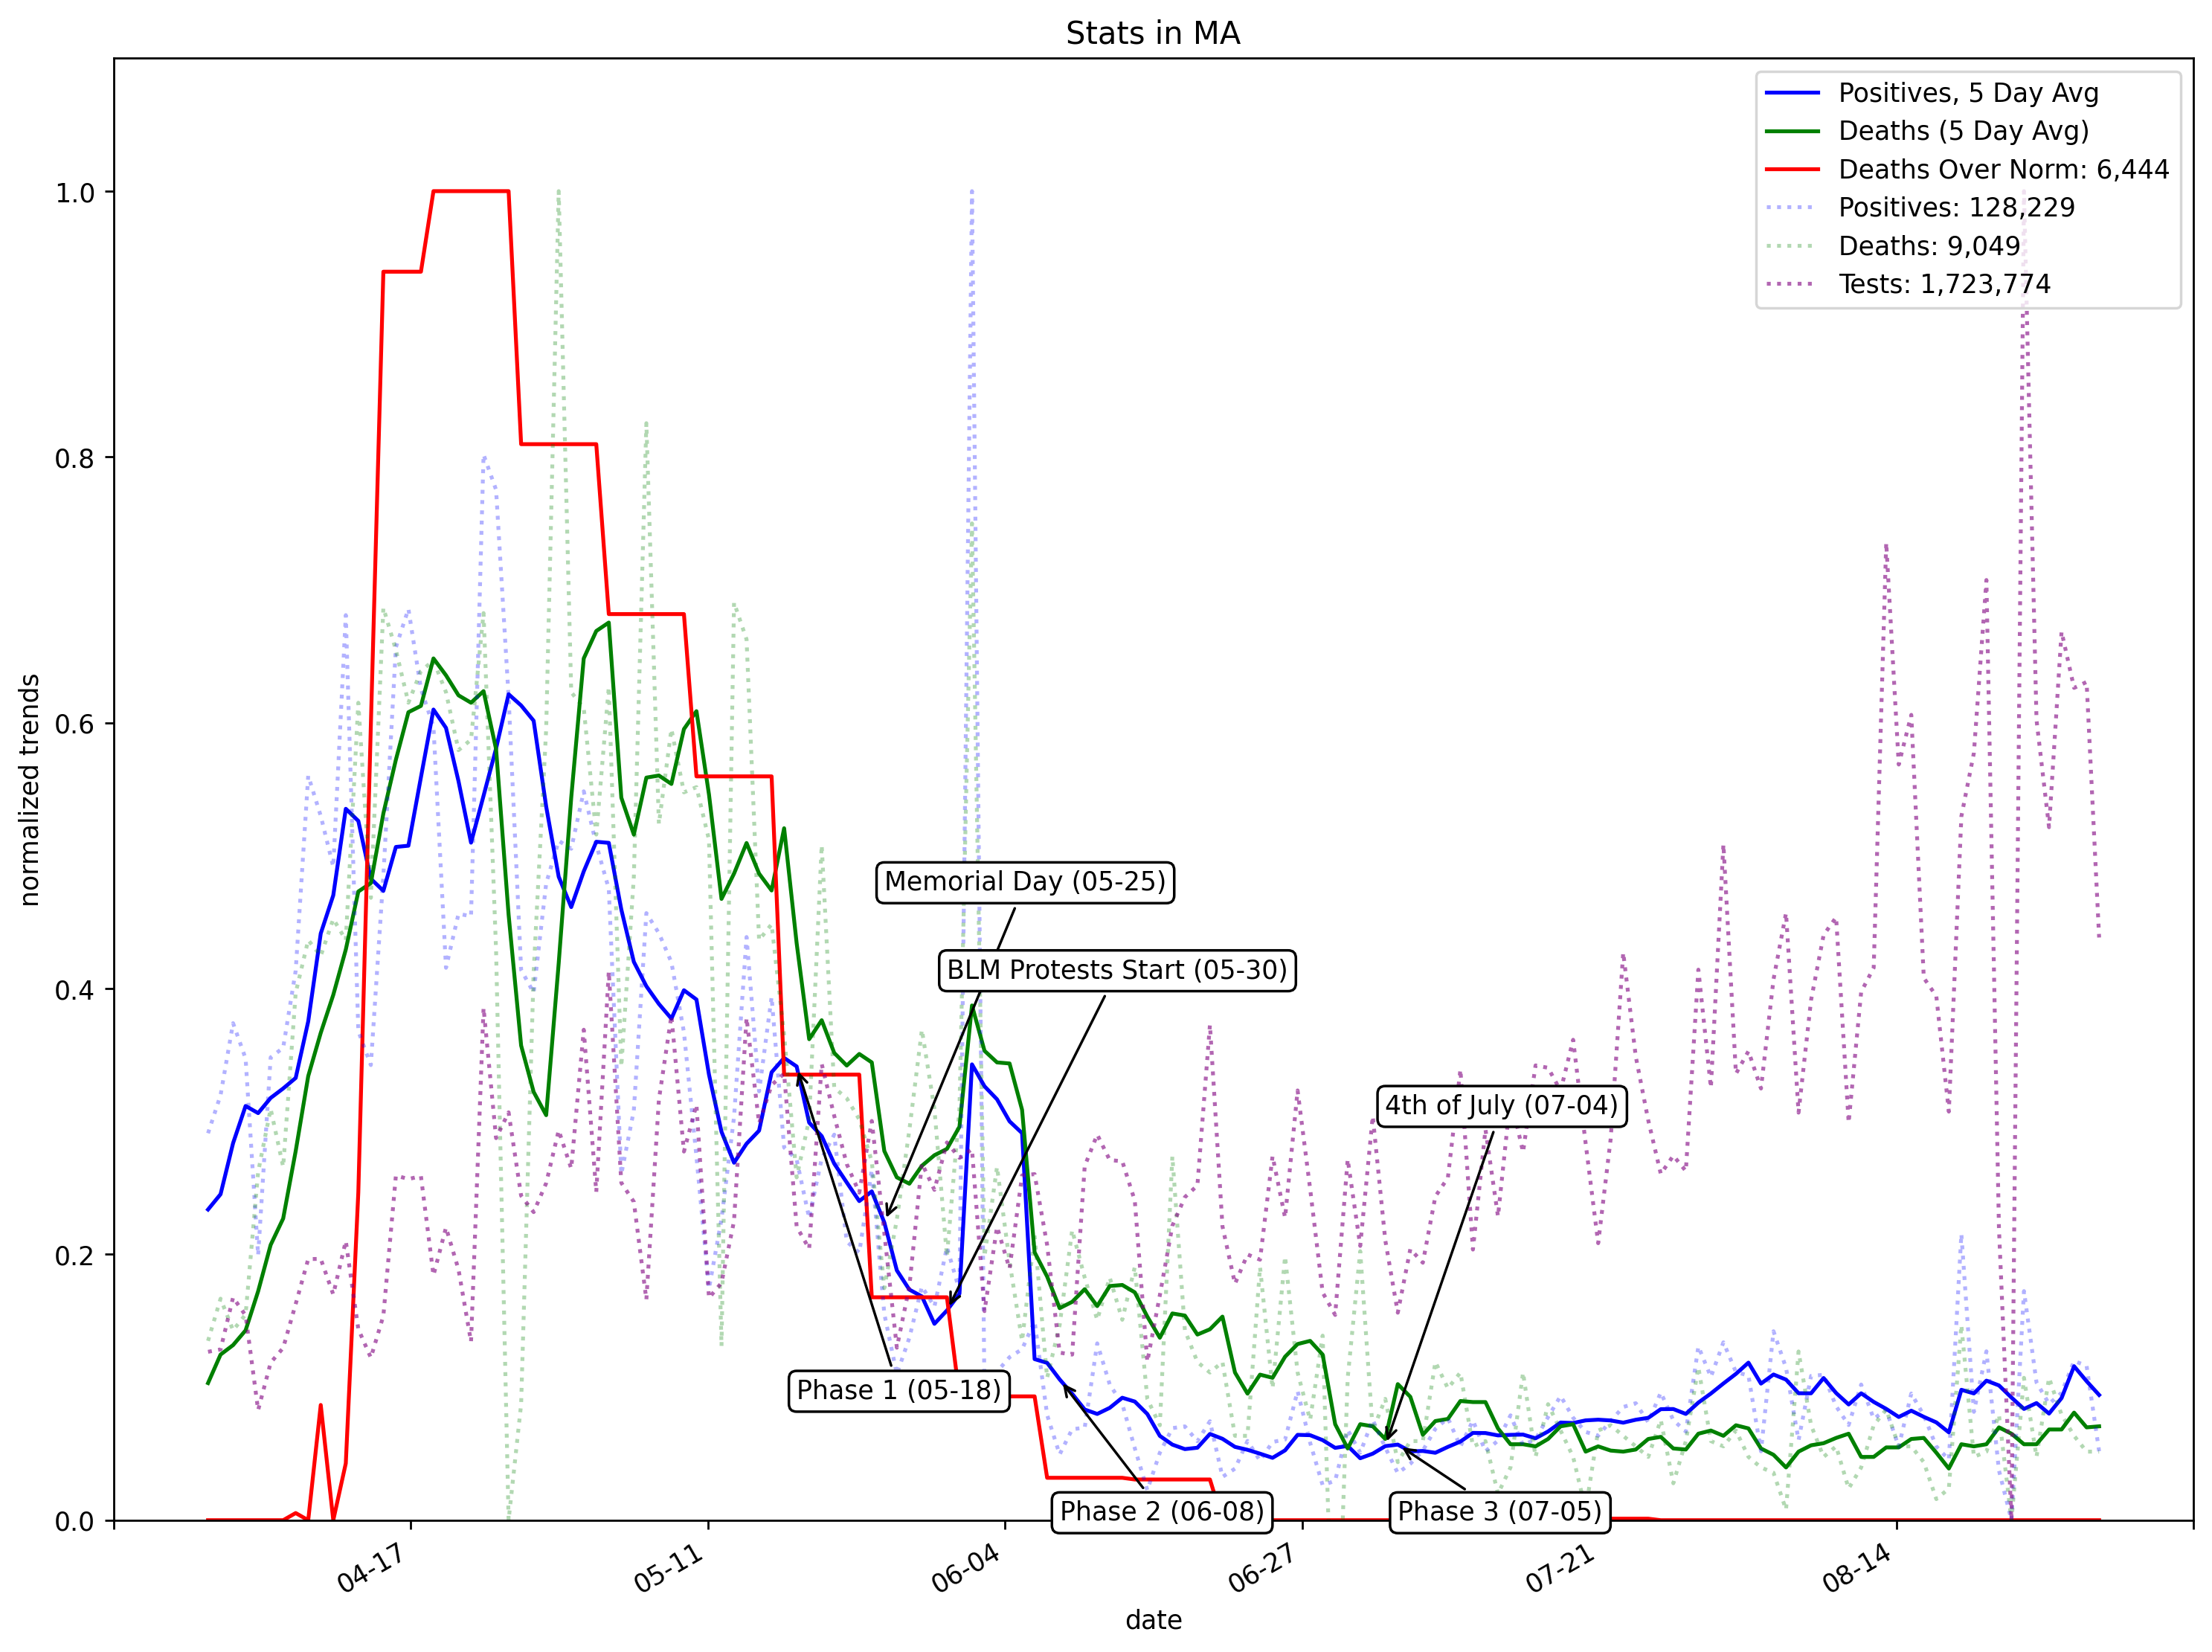 Stats in MA
Positives, 5 Day Avg
Deaths (5 Day Avg)
Deaths Over Norm: 6,444
Positives: 128,229
Deaths: 9,049
Tests: 1,723,774
normalized trends
1.0
0.8
0.6
0.4
0.2
0.0
Memorial Day (05-25)
BLM Protests Start (05-30)
4th of July (07-04)
Phase 1 (05-18)
Phase 2 (06-08)
Phase 3 (07-05)
04-17
05-11
06-04
06-27
07-21
08-14
date